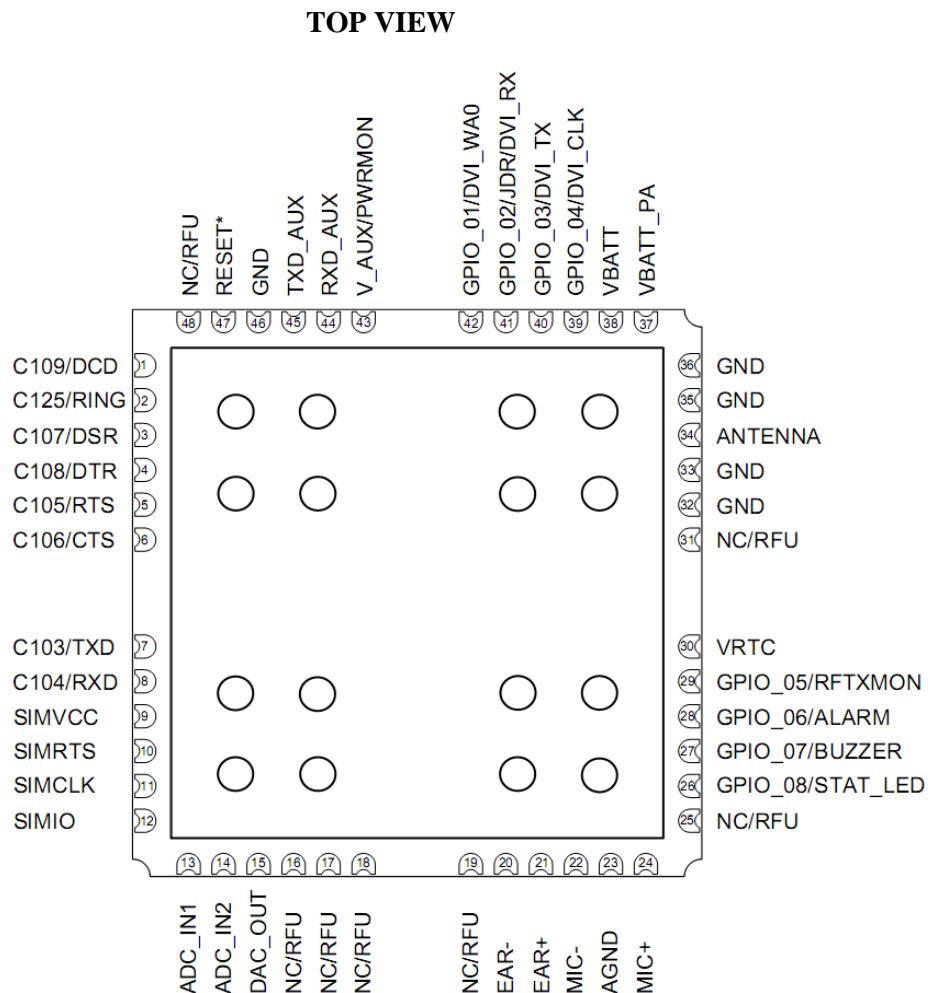 TOP VIEW
NC/RFU
RESET*
GND
TXD_AUX
RXD_AUX
V_AUX/PWRMON
GPIO_01/DVI_WA0
GPIO_02/JDR/DVI_RX
GPIO_03/DVI_TX
GPIO_04/DVI_CLK
VBATT
VBATT_PA
48 47 46 45 44 43 42 41 40 39 38 37
C109/DCD 1 36 GND
C125/RING 2 35 GND
C107/DSR 3 34 ANTENNA
C108/DTR 4 33 GND
C105/RTS 5 32 GND
C106/CTS 6 31 NC/RFU
C103/TXD 7 30 VRTC
C104/RXD 8 29 GPIO_05/RFTXMON
SIMVCC 9 28 GPIO_06/ALARM
SIMRTS 10 27 GPIO_07/BUZZER
SIMCLK 11 26 GPIO_08/STAT_LED
SIMIO 12 25 NC/RFU
13 14 15 16 17 18 19 20 21 22 23 24
ADC_IN1
ADC_IN2
DAC_OUT
NC/RFU
NC/RFU
NC/RFU
NC/RFU
EAR-
EAR+
MIC-
AGND
MIC+